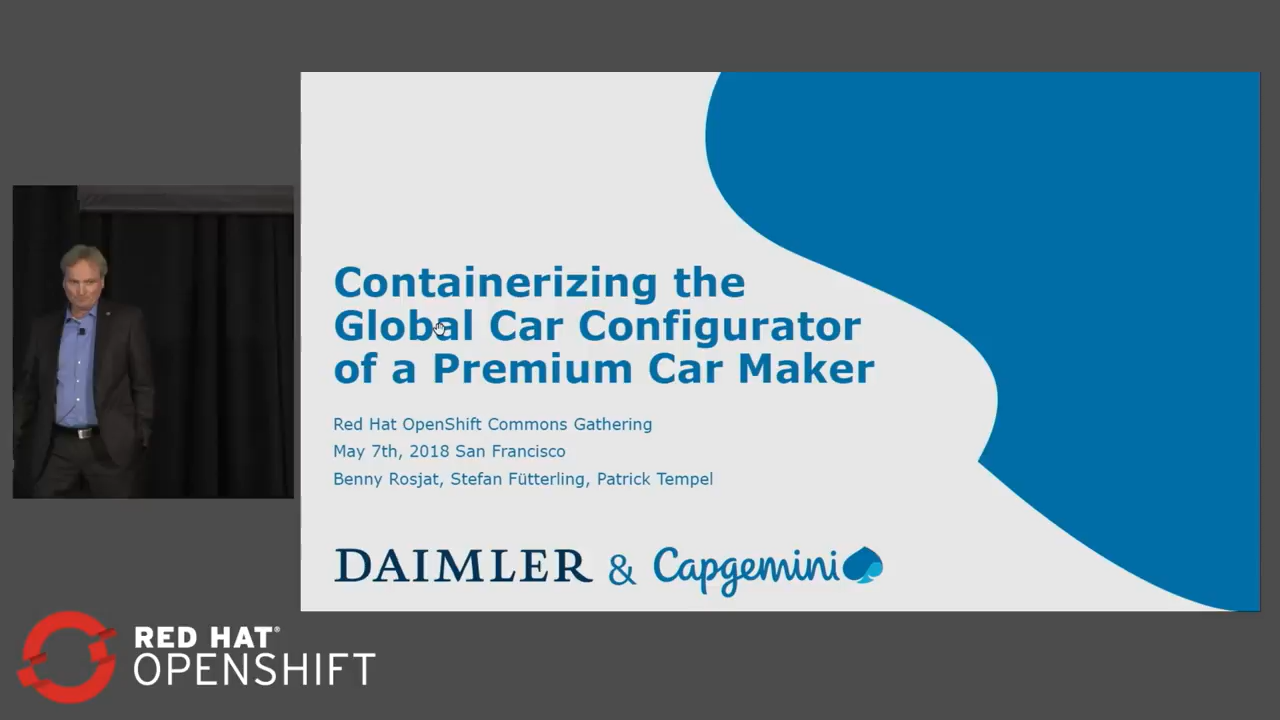 Containerizing the
Global Car Configurator
of a Premium Car Maker
Red Hat OpenShift Commons Gathering
May 7th, 2018 San Francisco
Benny Rosjat, Stefan Fütterling, Patrick Tempel
DAIMLER & Capgemini
RED HAT®
OPENSHIFT